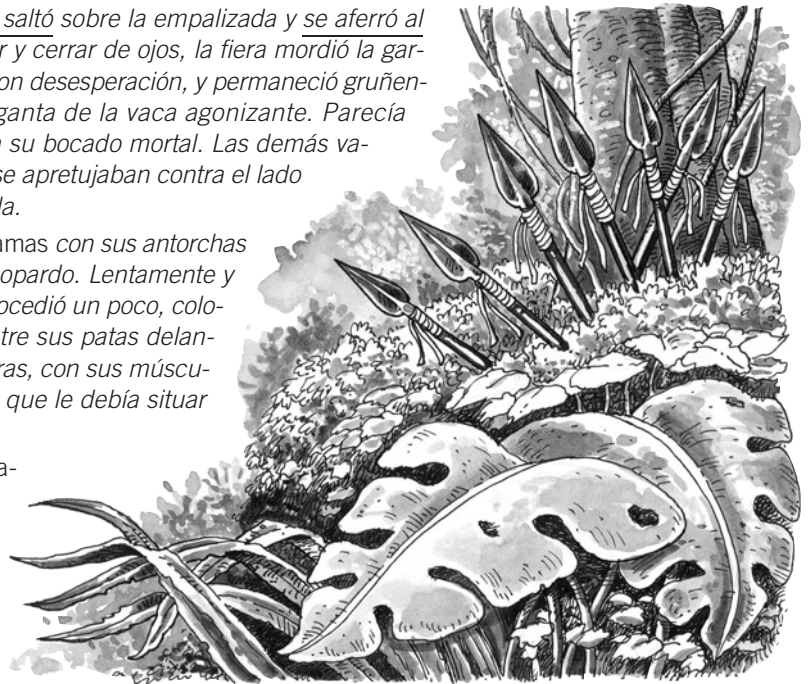 saltó sobre la empalizada y se aferró al
r y cerrar de ojos, la fiera mordió la gar-
on desesperación, y permaneció gruñen-
ganta de la vaca agonizante. Parecía
su bocado mortal. Las demás va-
se apretujaban contra el lado
la.
amas con sus antorchas
opardo. Lentamente y
ocedió un poco, colo-
tre sus patas delan-
ras, con sus múscu-
que le debía situar
a-